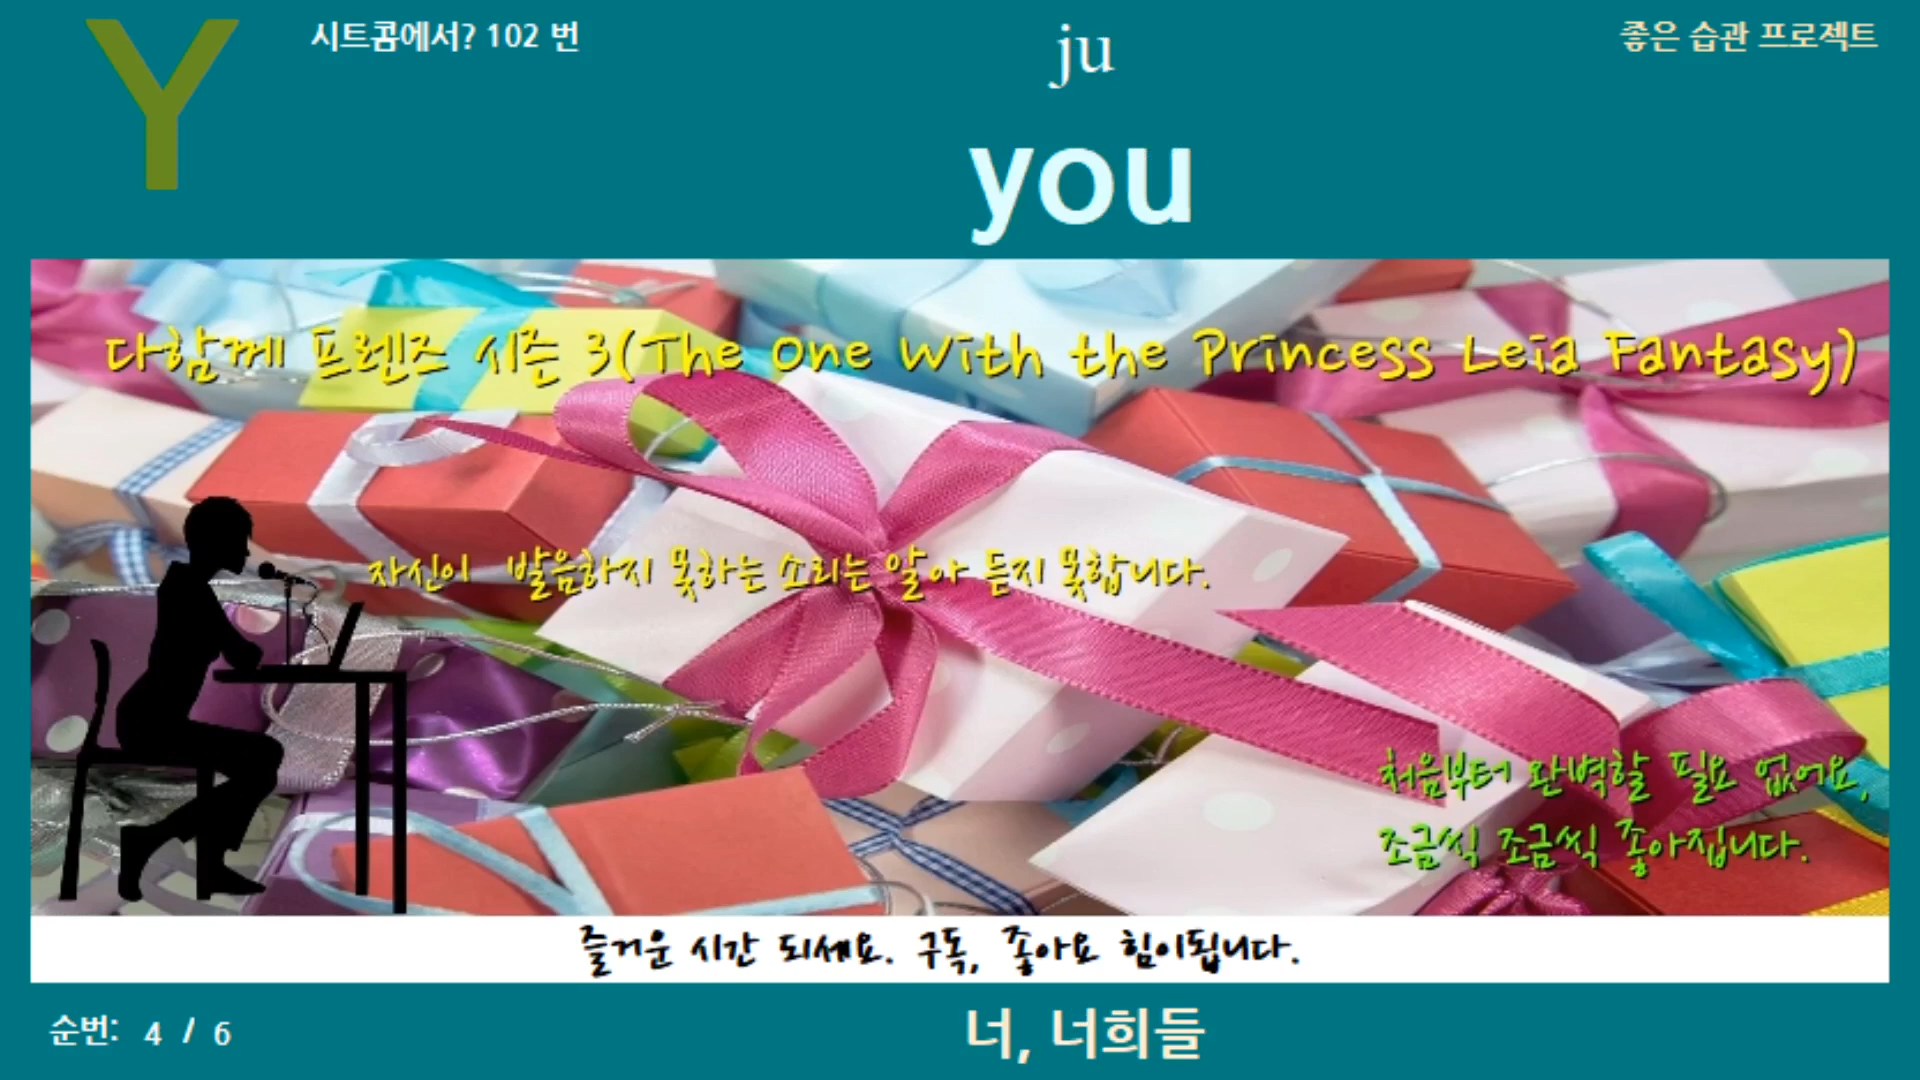 Y
시트콤에서? 102 번
ju
좋은 습관 프로젝트
you
다함께 프렌즈 시즌 3(The One With the Princess Leia Fantasy)
자신이 발음하지 못하는 소리는 알아 듣지 못합니다.
처음부터 완벽할 필요 없어요,
조금씩 조금씩 좋아집니다.
즐거운 시간 되세요. 구독, 좋아요 힘이됩니다.
순번: 4 / 6
너, 너희들